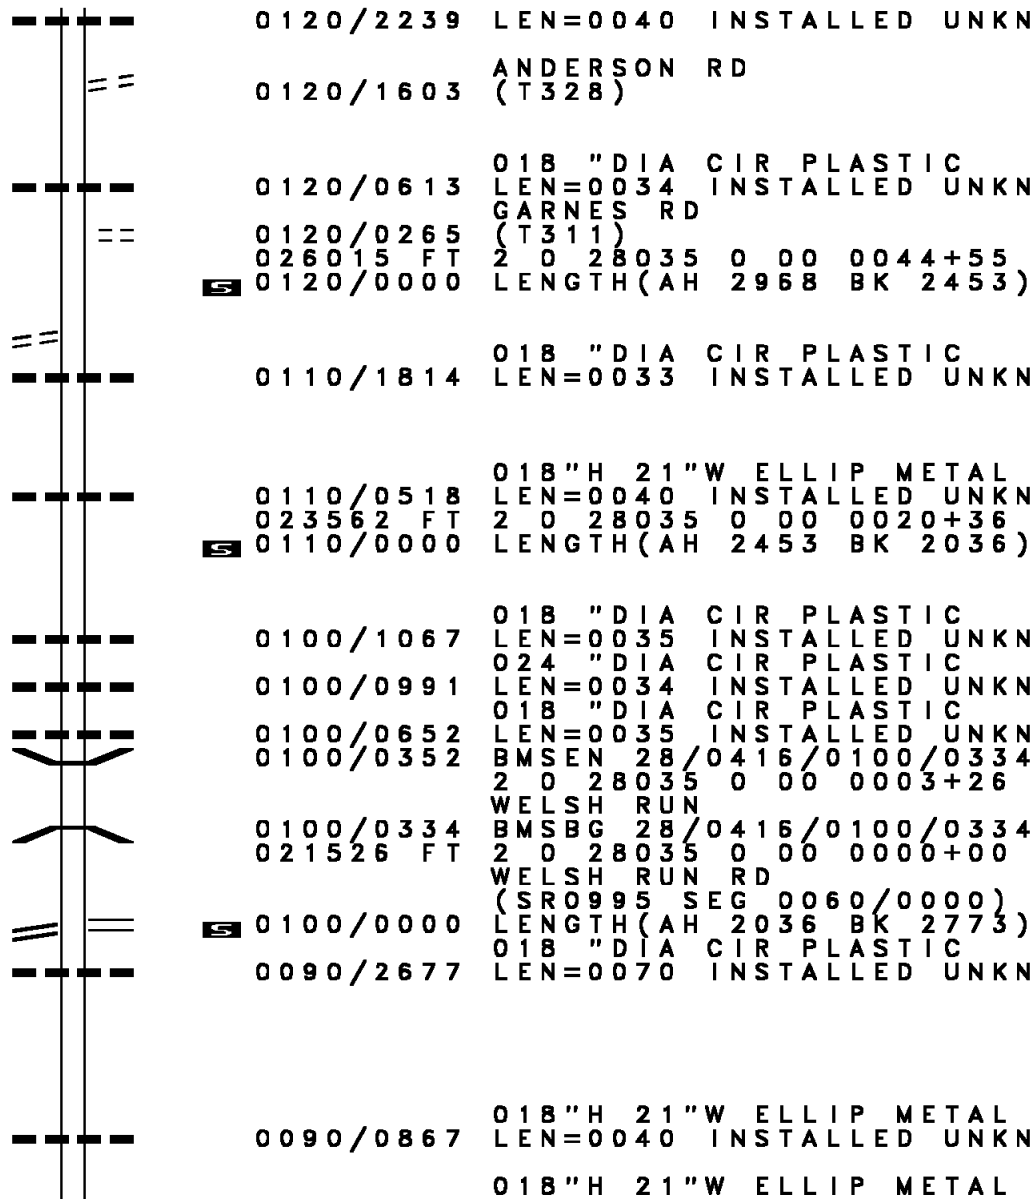 0120/2239 LEN=0040 INSTALLED UNKN
ANDERSON RD
0120/1603 (T328)
018 "DIA CIR PLASTIC
0120/0613 LEN=0034 INSTALLED UNKN
GARNES RD
0120/0265 (T311)
026015 FT 2 0 28035 0 00 0044+55
S 0120/0000 LENGTH(AH 2968 BK 2453)
018 "DIA CIR PLASTIC
0110/1814 LEN=0033 INSTALLED UNKN
018"H 21"W ELLIP METAL
0110/0518 LEN=0040 INSTALLED UNKN
023562 FT 2 0 28035 0 00 0020+36
S 0110/0000 LENGTH(AH 2453 BK 2036)
018 "DIA CIR PLASTIC
0100/1067 LEN=0035 INSTALLED UNKN
024 "DIA CIR PLASTIC
0100/0991 LEN=0034 INSTALLED UNKN
018 "DIA CIR PLASTIC
0100/0652 LEN=0035 INSTALLED UNKN
0100/0352 BMSEN 28/0416/0100/0334
2 0 28035 0 00 0003+26
WELSH RUN
0100/0334 BMSBG 28/0416/0100/0334
021526 FT 2 0 28035 0 00 0000+00
WELSH RUN RD
(SR0995 SEG 0060/0000)
S 0100/0000 LENGTH(AH 2036 BK 2773)
018 "DIA CIR PLASTIC
0090/2677 LEN=0070 INSTALLED UNKN
018"H 21"W ELLIP METAL
0090/0867 LEN=0040 INSTALLED UNKN
018"H 21"W ELLIP METAL